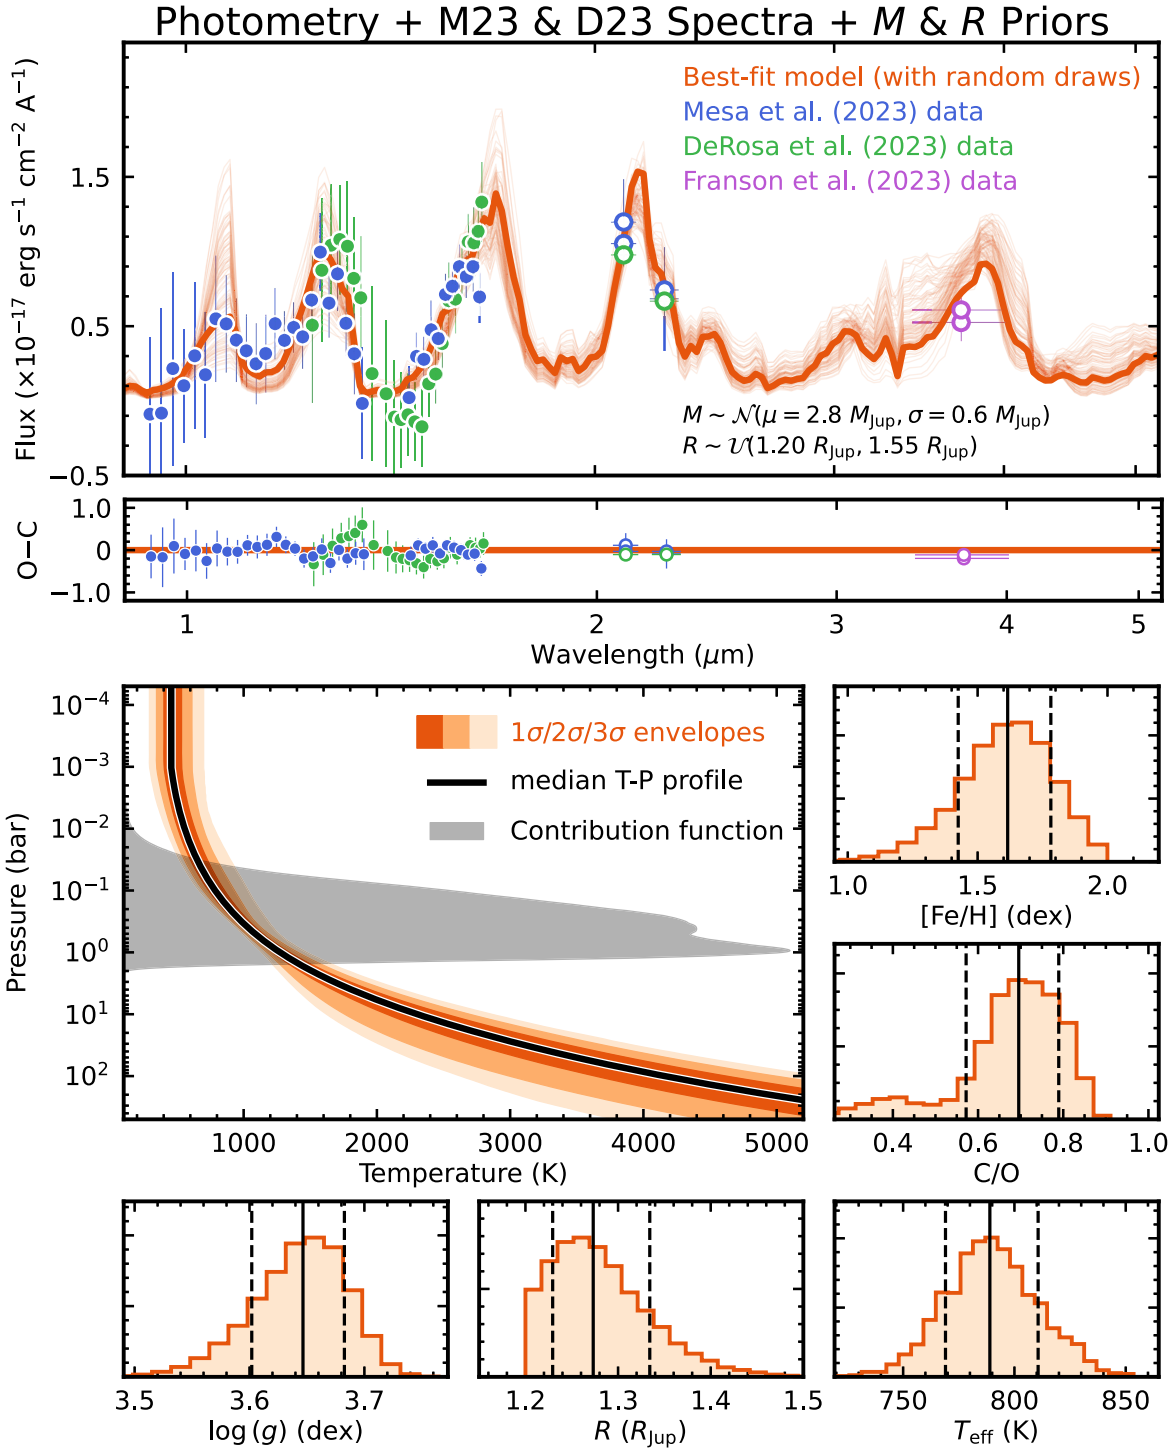 Photometry + M23 & D23 Spectra + M & R Priors
Flux (×10⁻¹⁷ erg s⁻¹ cm⁻² A⁻¹)
1.5
0.5
−0.5
Best-fit model (with random draws)
Mesa et al. (2023) data
DeRosa et al. (2023) data
Franson et al. (2023) data
M ∼ 𝒩(μ = 2.8 M_Jup, σ = 0.6 M_Jup)
R ∼ 𝒰(1.20 R_Jup, 1.55 R_Jup)
O−C
1.0
0
−1.0
1 2 3 4 5
Wavelength (μm)
Pressure (bar)
10⁻⁴
10⁻³
10⁻²
10⁻¹
10⁰
10¹
10²
1σ/2σ/3σ envelopes
median T-P profile
Contribution function
1000 2000 3000 4000 5000
Temperature (K)
1.0 1.5 2.0
[Fe/H] (dex)
0.4 0.6 0.8 1.0
C/O
3.5 3.6 3.7
log (g) (dex)
1.2 1.3 1.4 1.5
R (R_Jup)
750 800 850
T_eff (K)